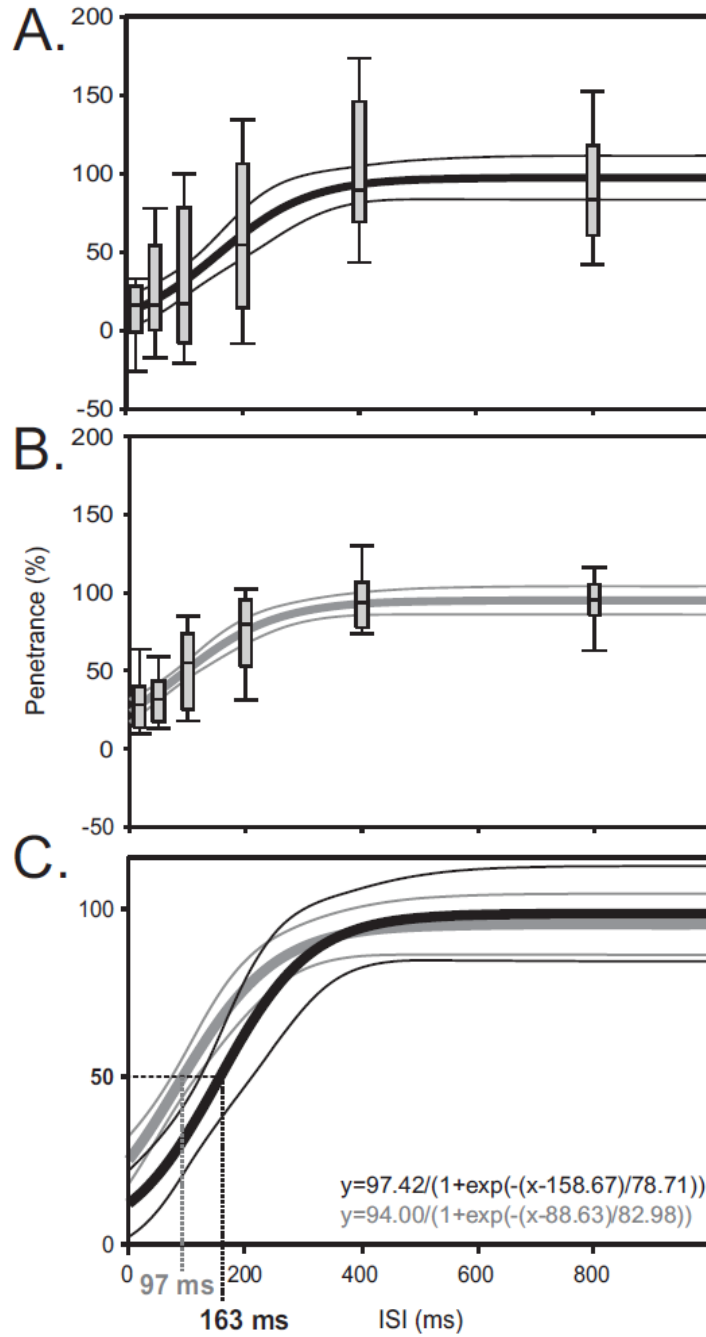 A.
200
150
100
50
0
-50
B.
200
150
100
50
0
-50
Penetrance (%)
C.
100
50
0
y=97.42/(1+exp(-(x-158.67)/78.71))
y=94.00/(1+exp(-(x-88.63)/82.98))
0 200 400 600 800
97 ms
163 ms
ISI (ms)